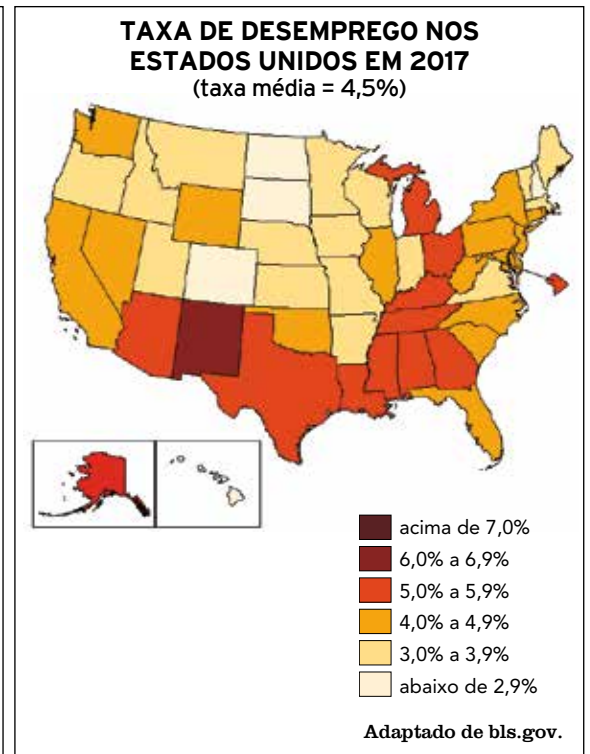 TAXA DE DESEMPREGO NOS
ESTADOS UNIDOS EM 2017
(taxa média = 4,5%)
acima de 7,0%
6,0% a 6,9%
5,0% a 5,9%
4,0% a 4,9%
3,0% a 3,9%
abaixo de 2,9%
Adaptado de bls.gov.